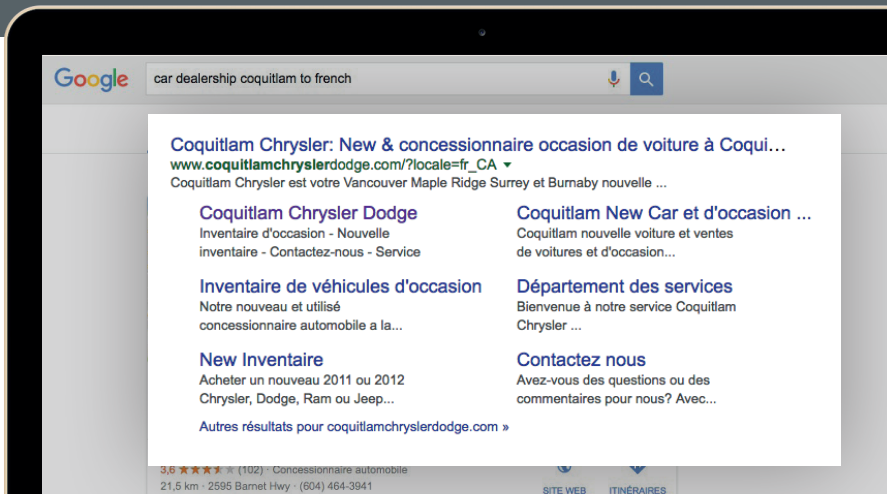 Google
car dealership coquitlam to french
Coquitlam Chrysler: New & concessionnaire occasion de voiture à Coqui...
www.coquitlamchryslerdodge.com/?locale=fr_CA
Coquitlam Chrysler est votre Vancouver Maple Ridge Surrey et Burnaby nouvelle ...
Coquitlam Chrysler Dodge
Inventaire d'occasion - Nouvelle
inventaire - Contactez-nous - Service
Coquitlam New Car et d'occasion ...
Coquitlam nouvelle voiture et ventes
de voitures et d'occasion...
Inventaire de véhicules d'occasion
Notre nouveau et utilisé
concessionnaire automobile a la...
Département des services
Bienvenue à notre service Coquitlam
Chrysler ...
New Inventaire
Acheter un nouveau 2011 ou 2012
Chrysler, Dodge, Ram ou Jeep...
Contactez nous
Avez-vous des questions ou des
commentaires pour nous? Avec...
Autres résultats pour coquitlamchryslerdodge.com »
3,6 (102) · Concessionnaire automobile
21,5 km · 2595 Barnet Hwy · (604) 464-3941
SITE WEB
ITINÉRAIRES